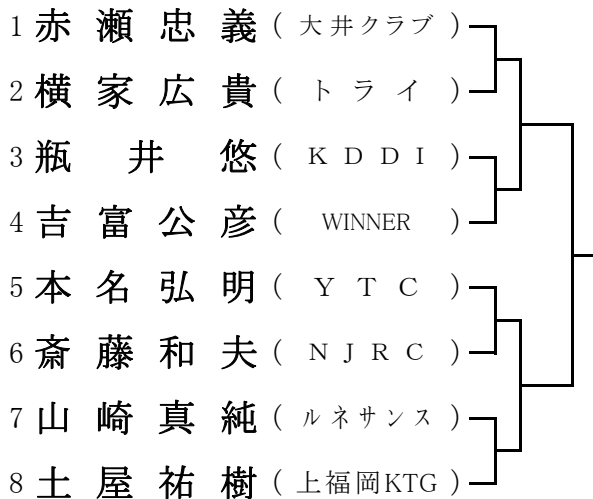 1 赤瀬忠義 ( 大井クラブ )
2 横家広貴 ( トライ )
3 瓶井悠 ( KDDI )
4 吉富公彦 ( WINNER )
5 本名弘明 ( YTC )
6 斎藤和夫 ( NJRC )
7 山崎真純 ( ルネサンス )
8 土屋祐樹 ( 上福岡KTG )